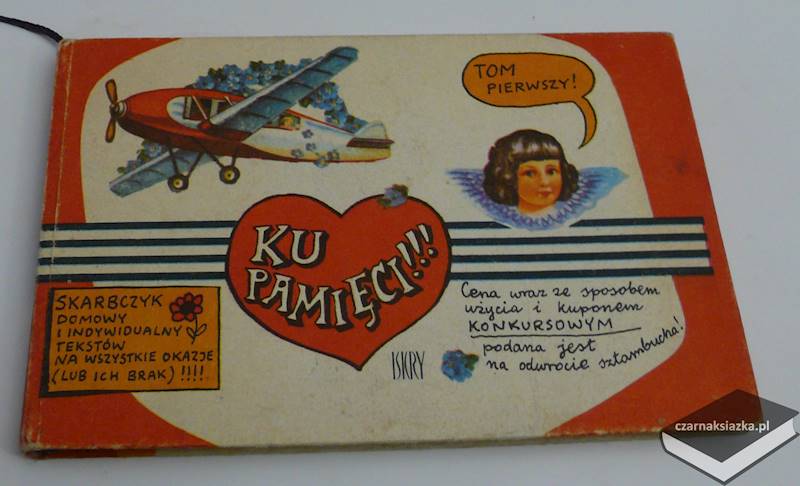 TOM
PIERWSZY!
KU
PAMIĘCI!!!
SKARBCZYK
DOMOWY
I INDYWIDUALNY
TEKSTÓW
NA WSZYSTKIE OKAZJE
(LUB ICH BRAK) !!!!
Cena wraz ze sposobem
użycia i kuponem
KONKURSOWYM
podana jest
na odwrocie sztambucha!
ISKRY
czarnaksiazka.pl